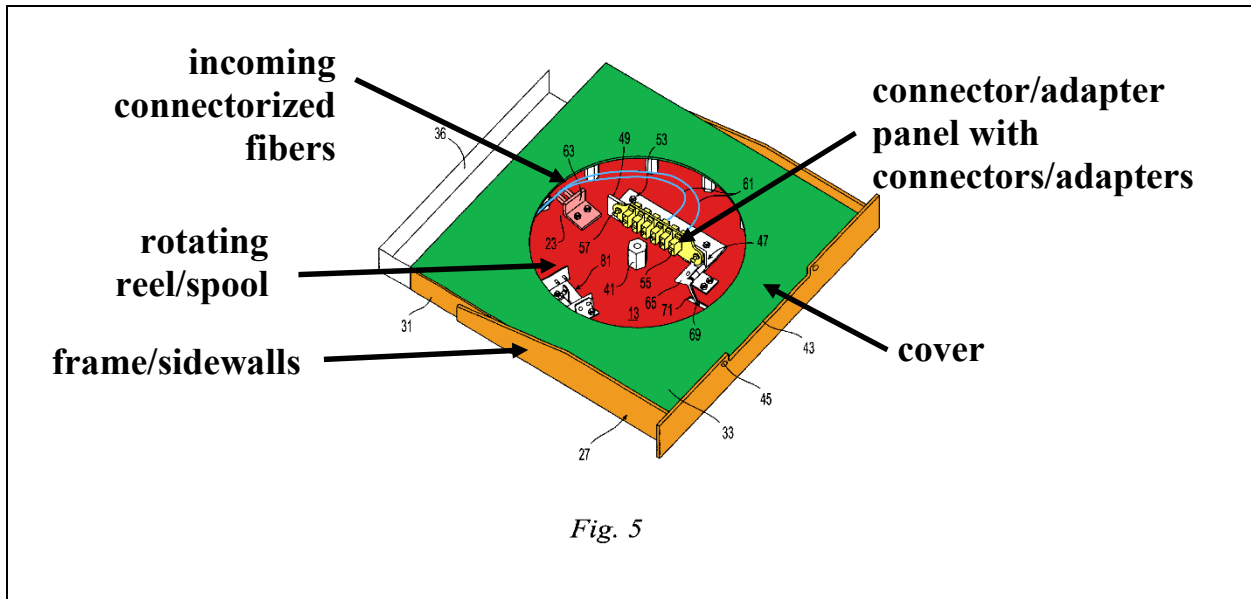 incoming
connectorized
fibers
connector/adapter
panel with
connectors/adapters
36
63
49
53
61
23
57
47
rotating
reel/spool
81
41
55
65
71
13
69
31
43
frame/sidewalls
cover
45
33
27
Fig. 5